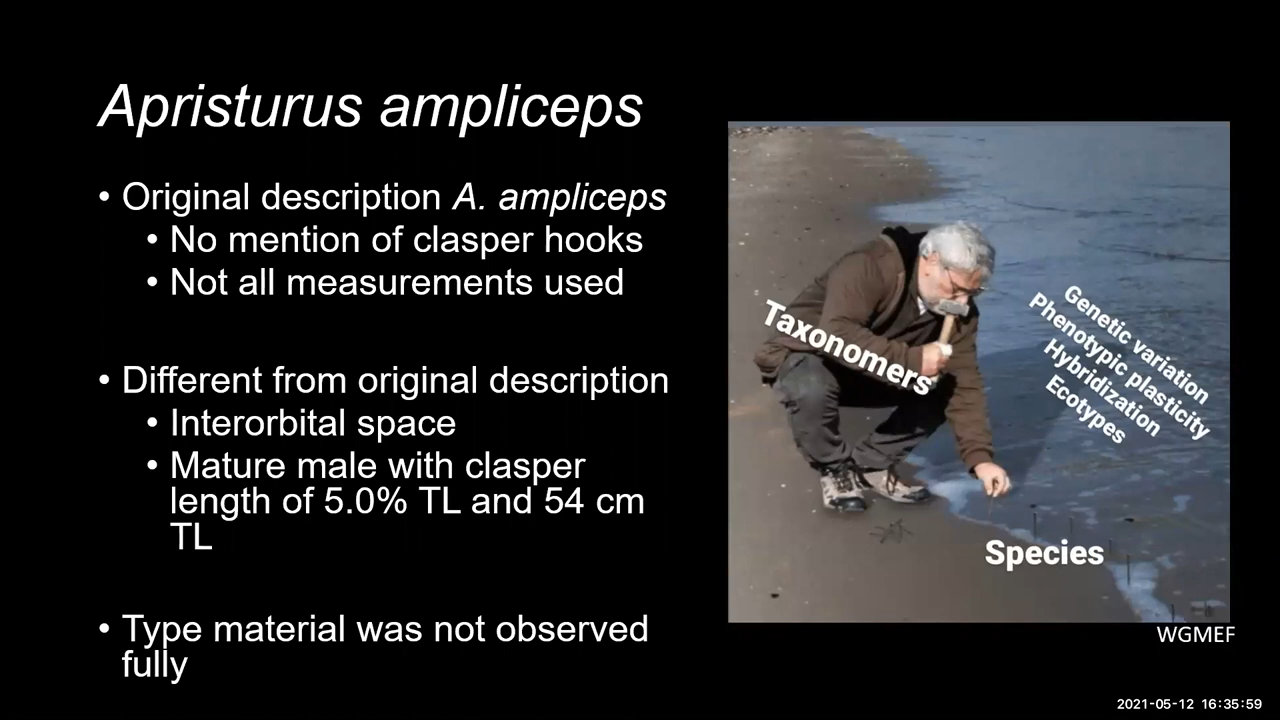 Apristurus ampliceps
• Original description A. ampliceps
• No mention of clasper hooks
• Not all measurements used
• Different from original description
• Interorbital space
• Mature male with clasper
length of 5.0% TL and 54 cm
TL
• Type material was not observed
fully
Taxonomers
Genetic variation
Phenotypic plasticity
Hybridization
Ecotypes
Species
WGMEF
2021-05-12 16:35:59